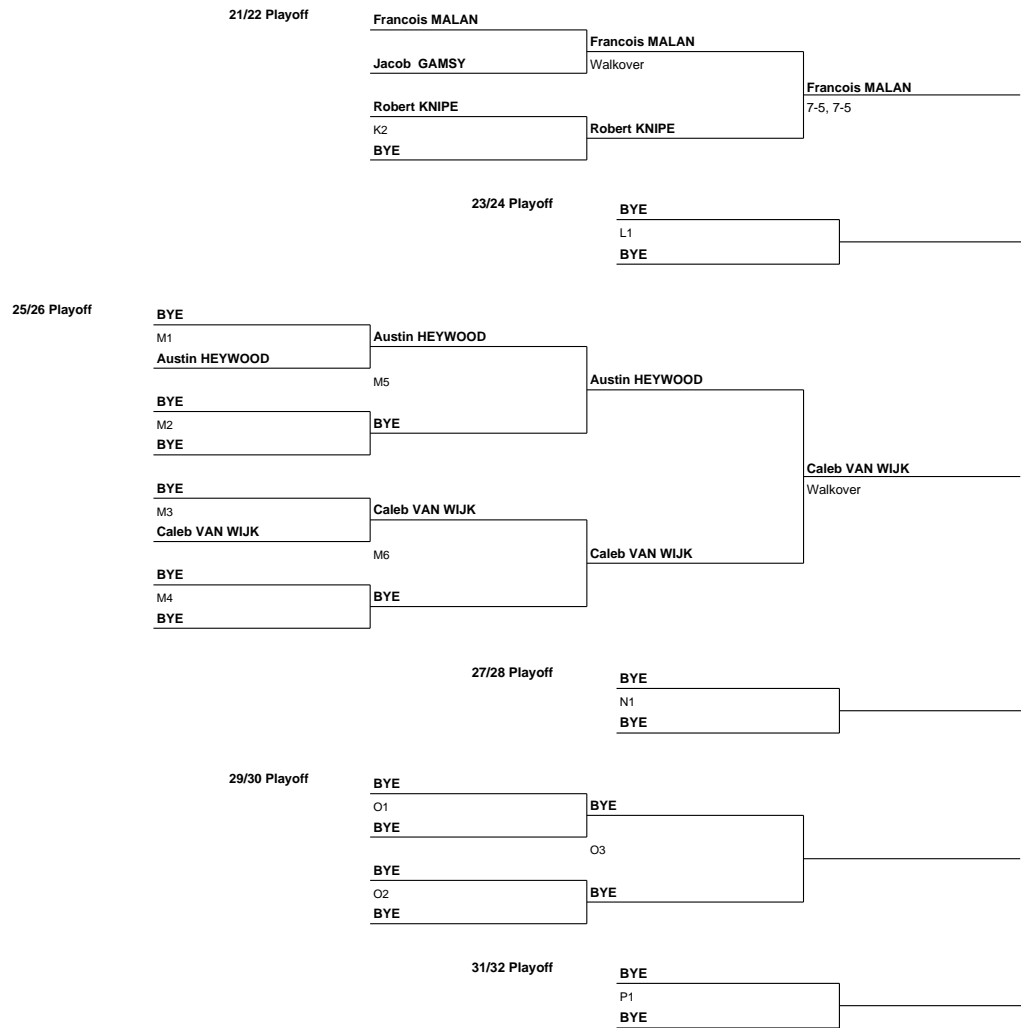 21/22 Playoff
Francois MALAN
Francois MALAN
Jacob  GAMSY
Walkover
Francois MALAN
Robert KNIPE
7-5, 7-5
K2
Robert KNIPE
BYE
23/24 Playoff
BYE
L1
BYE
25/26 Playoff
BYE
M1
Austin HEYWOOD
Austin HEYWOOD
M5
Austin HEYWOOD
BYE
M2
BYE
BYE
Caleb VAN WIJK
Walkover
BYE
M3
Caleb VAN WIJK
Caleb VAN WIJK
M6
Caleb VAN WIJK
BYE
M4
BYE
BYE
27/28 Playoff
BYE
N1
BYE
29/30 Playoff
BYE
O1
BYE
BYE
O3
BYE
O2
BYE
BYE
31/32 Playoff
BYE
P1
BYE